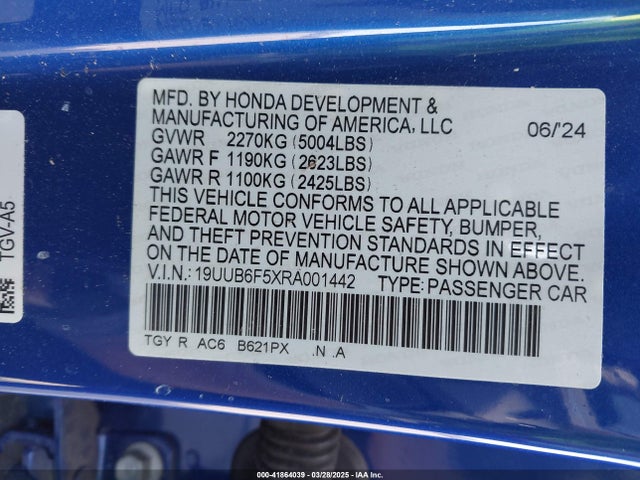 MFD. BY HONDA DEVELOPMENT &
MANUFACTURING OF AMERICA, LLC 06/'24
GVWR 2270KG (5004LBS)
GAWR F 1190KG (2623LBS)
GAWR R 1100KG (2425LBS)
THIS VEHICLE CONFORMS TO ALL APPLICABLE
FEDERAL MOTOR VEHICLE SAFETY, BUMPER,
AND THEFT PREVENTION STANDARDS IN EFFECT
ON THE DATE OF MANUFACTURE SHOWN ABOVE.
V.I.N.: 19UUB6F5XRA001442 TYPE: PASSENGER CAR
TGY R AC6 B621PX .N .A
TGV-A5
000-41864039 - 03/28/2025 - IAAI Chicago